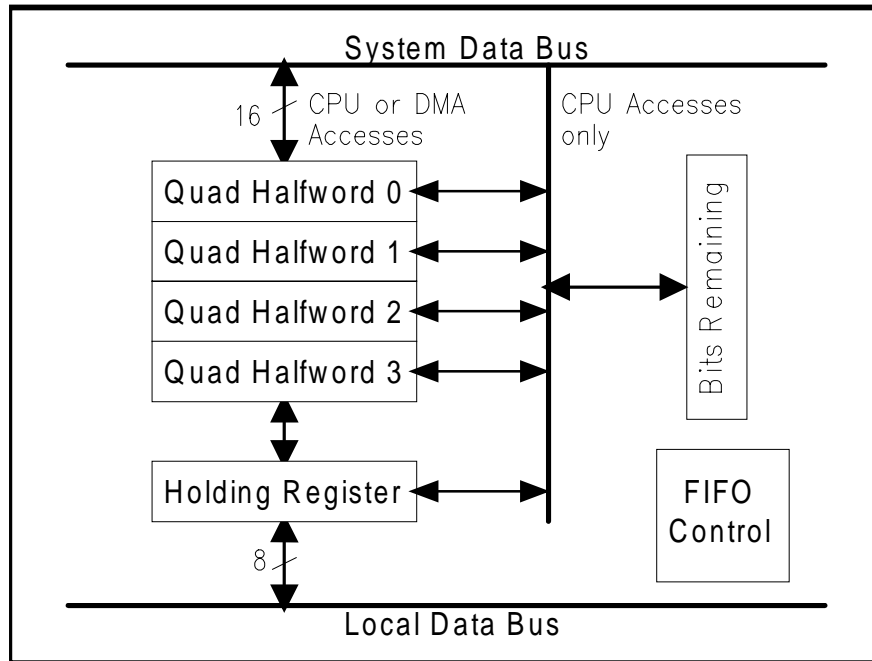 System Data Bus
16
CPU or DMA
Accesses
CPU Accesses
only
Quad Halfword 0
Quad Halfword 1
Quad Halfword 2
Quad Halfword 3
Bits Remaining
Holding Register
FIFO
Control
8
Local Data Bus